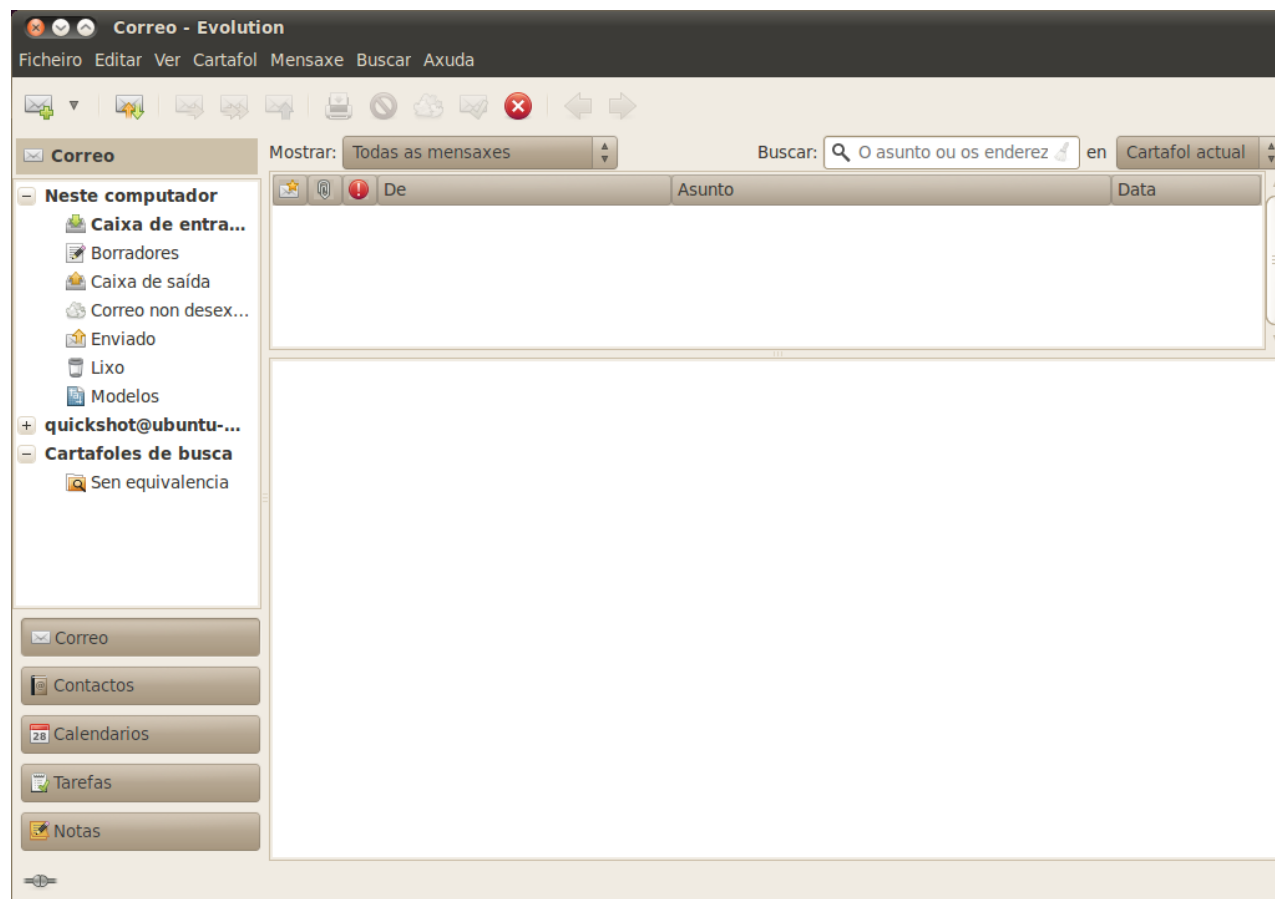 Correo - Evolution
Ficheiro Editar Ver Cartafol Mensaxe Buscar Axuda
Correo
Mostrar: Todas as mensaxes
Buscar: O asunto ou os enderez en Cartafol actual
De Asunto Data
Neste computador
Caixa de entra...
Borradores
Caixa de saída
Correo non desex...
Enviado
Lixo
Modelos
quickshot@ubuntu-...
Cartafoles de busca
Sen equivalencia
Correo
Contactos
28 Calendarios
Tarefas
Notas